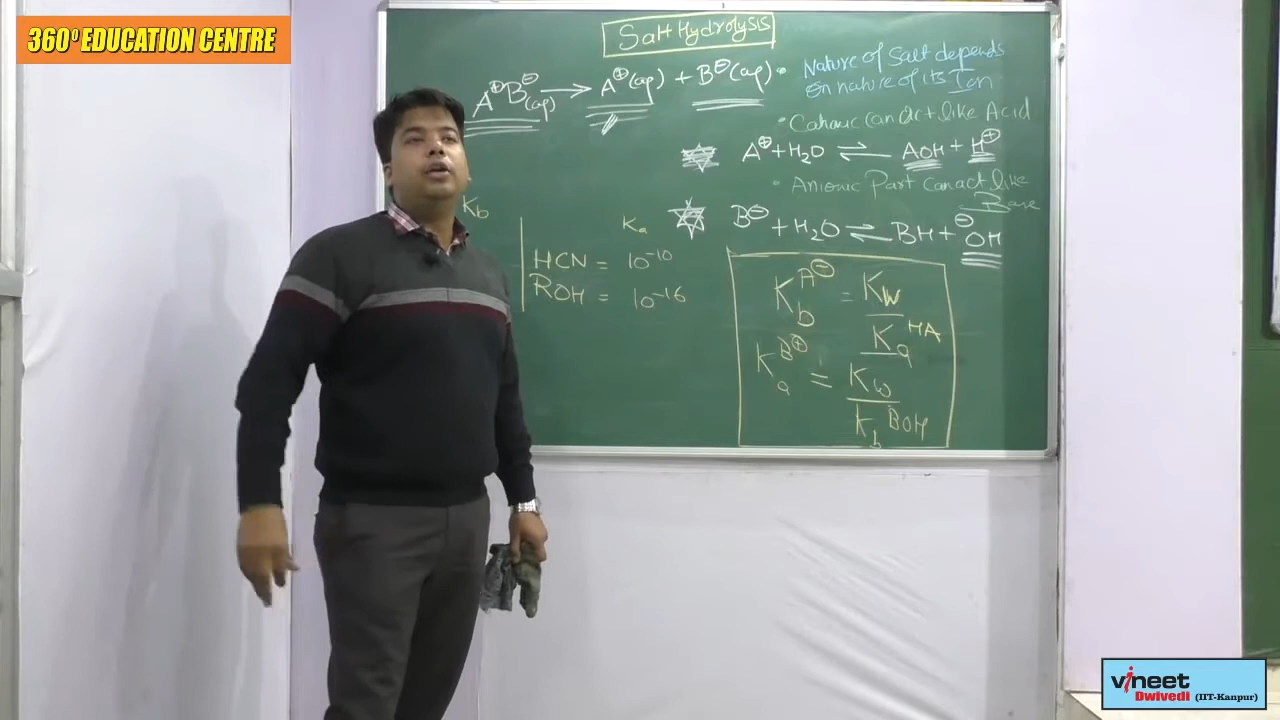 360⁰ EDUCATION CENTRE
Salt Hydrolysis
A⊕B⊖(aq) → A⊕(aq) + B⊖(aq)
• Nature of Salt depends
on nature of its Ion
• Cationic can act like Acid
A⊕ + H₂O ⇌ AOH + H⊕
• Anionic Part can act like
Base
B⊖ + H₂O ⇌ BH + ⊖OH
Kb
Ka
HCN = 10⁻¹⁰
ROH = 10⁻¹⁶
Kb A⊖ = Kw / Ka HA
Ka B⊕ = Kw / Kb BOH
Vineet
Dwivedi (IIT-Kanpur)